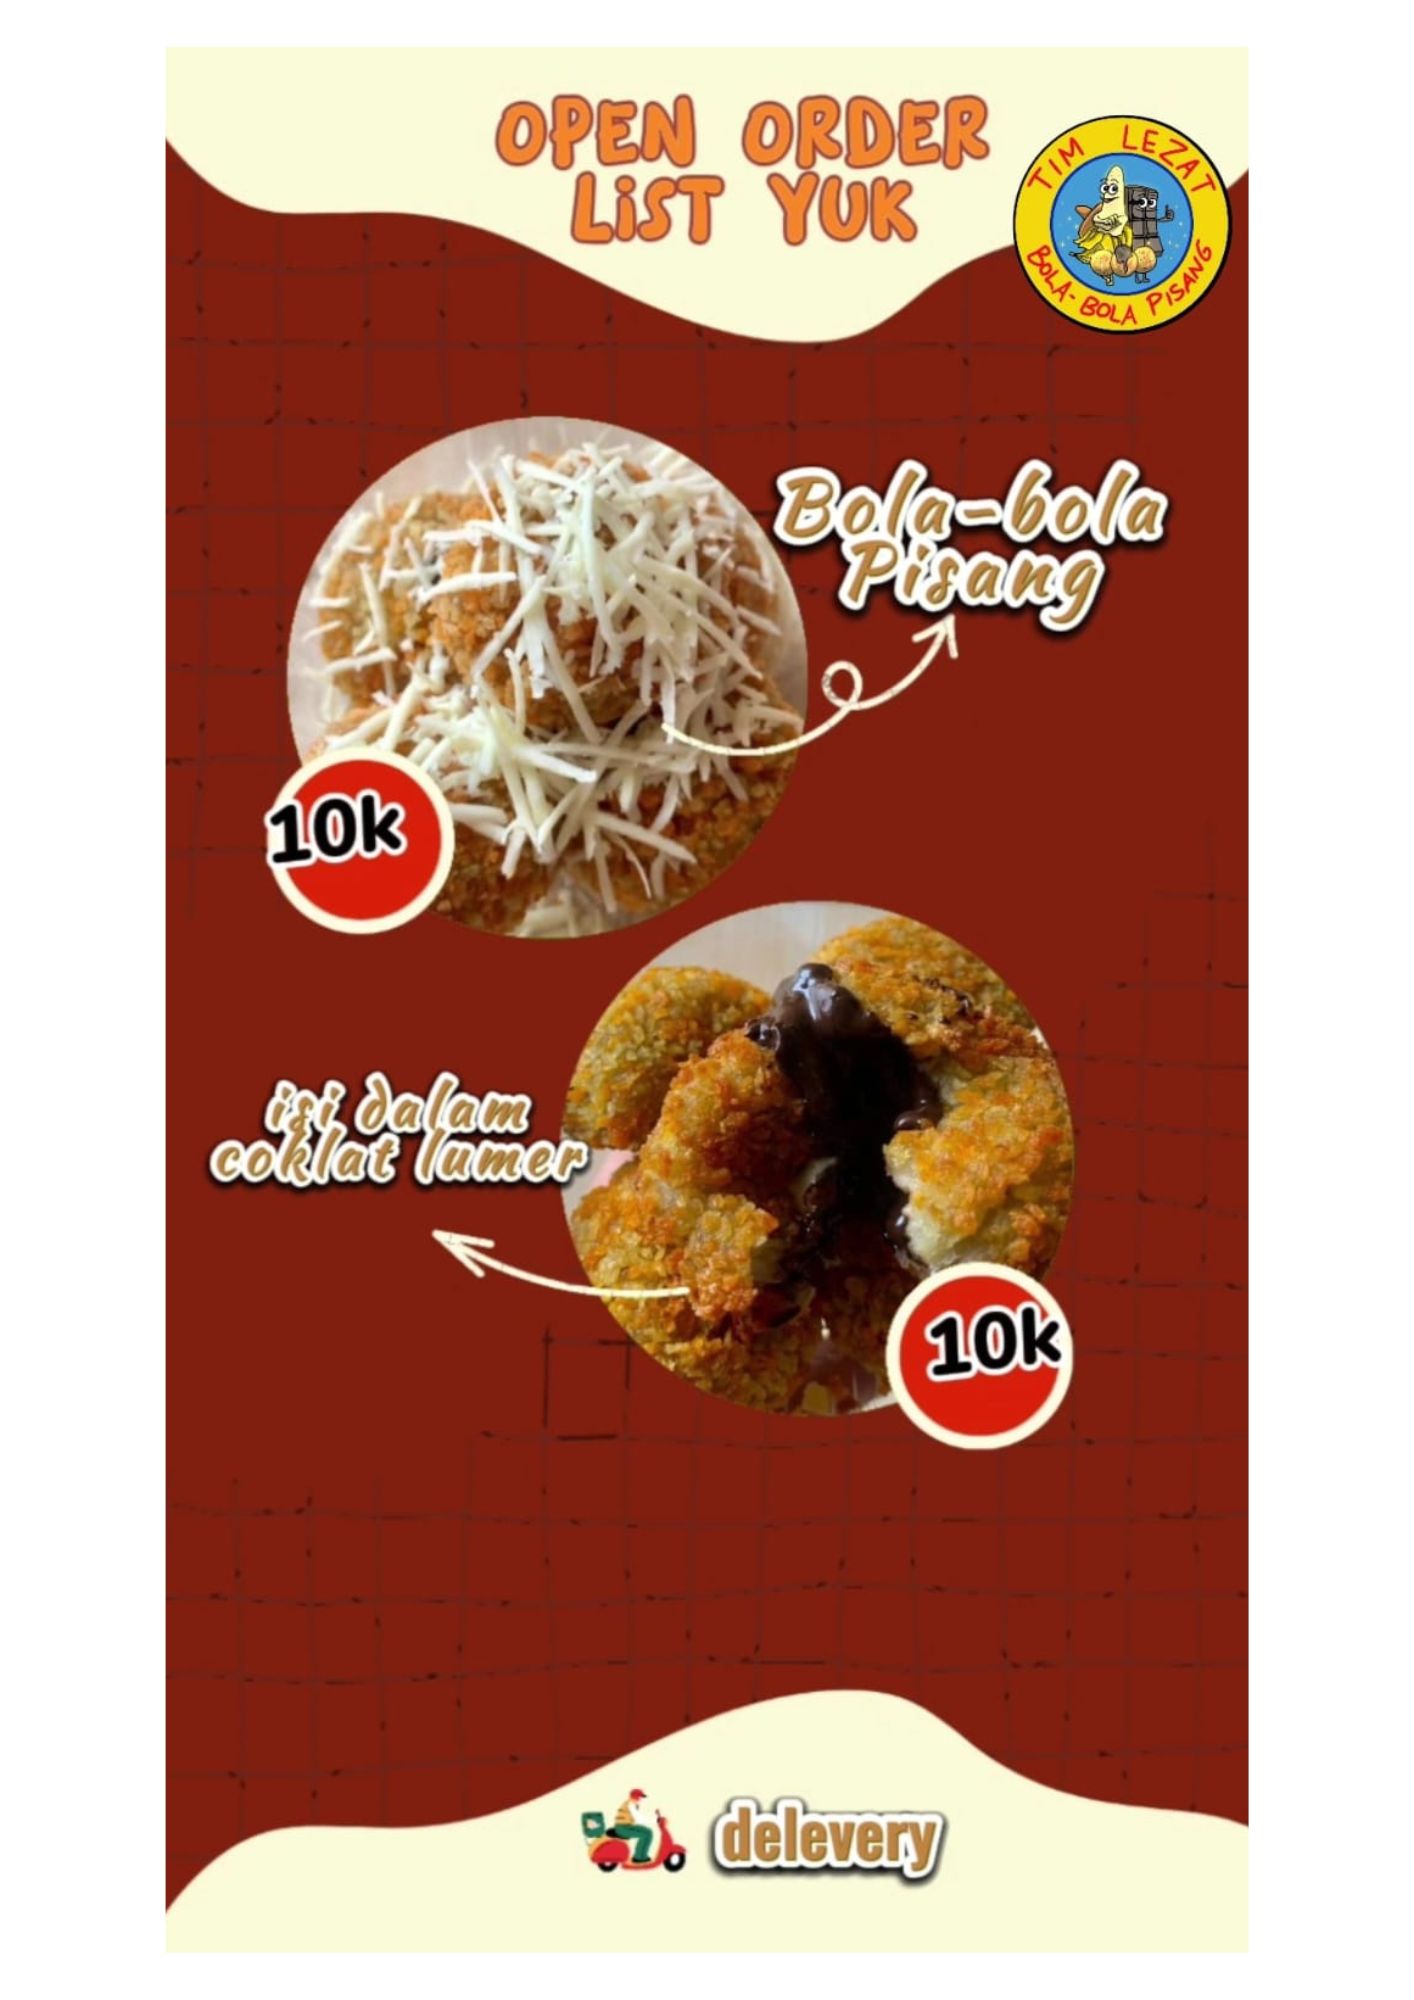 OPEN ORDER
LiST YUK
TIM LEZAT
BOLA-BOLA PISANG
Bola-bola
Pisang
10k
isi dalam
coklat lumer
10k
delevery